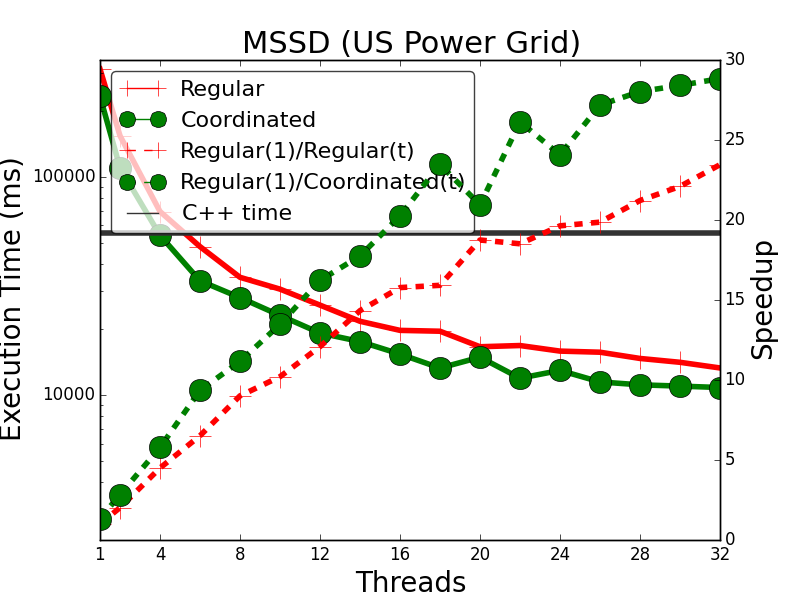 MSSD (US Power Grid)
Regular
Coordinated
Regular(1)/Regular(t)
Regular(1)/Coordinated(t)
C++ time
Execution Time (ms)
100000
10000
Speedup
30
25
20
15
10
5
0
1 4 8 12 16 20 24 28 32
Threads